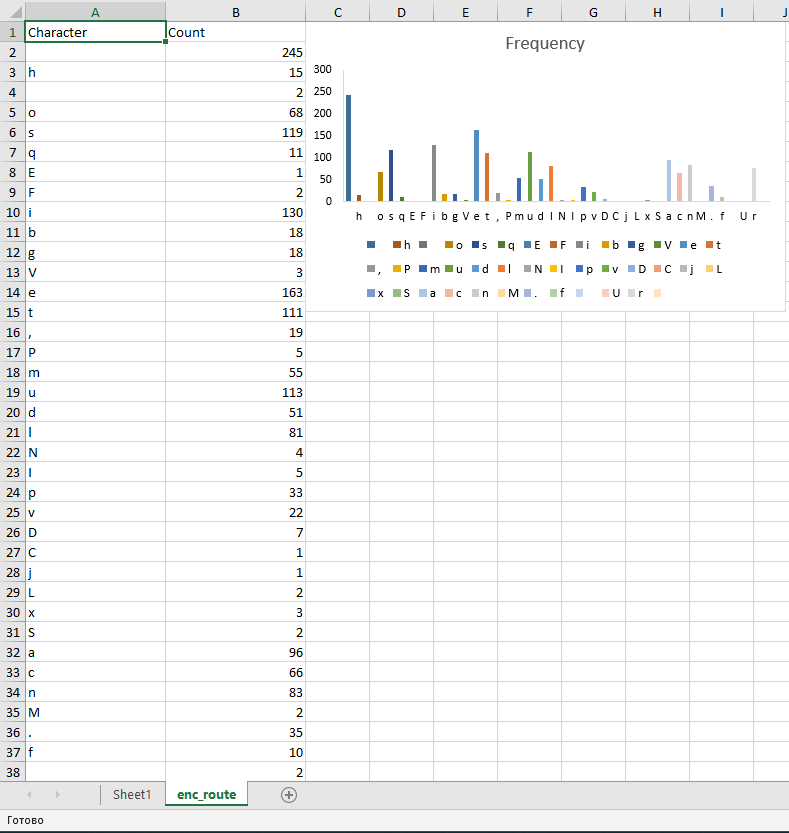 A B C D E F G H I J
1 Character Count
2 245
3 h 15
4 2
5 o 68
6 s 119
7 q 11
8 E 1
9 F 2
10 i 130
11 b 18
12 g 18
13 V 3
14 e 163
15 t 111
16 , 19
17 P 5
18 m 55
19 u 113
20 d 51
21 l 81
22 N 4
23 I 5
24 p 33
25 v 22
26 D 7
27 C 1
28 j 1
29 L 2
30 x 3
31 S 2
32 a 96
33 c 66
34 n 83
35 M 2
36 . 35
37 f 10
38 2
Frequency
300
250
200
150
100
50
0
h o s q E F i b g V e t , P m u d l N I p v D C j L x S a c n M . f U r
h o s q E F i b g V e t
, P m u d l N I p v D C j L
x S a c n M . f U r
Sheet1 enc_route
Готово